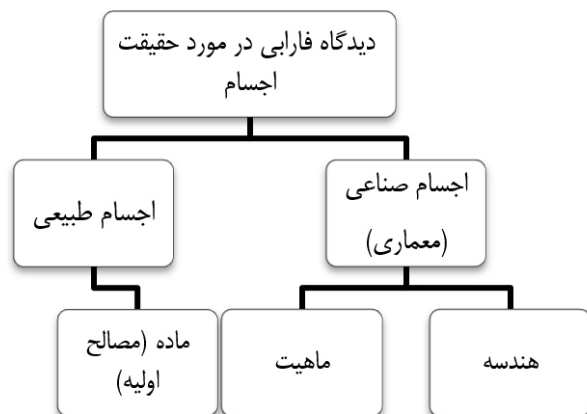 دیدگاه فارابی در مورد حقیقت
اجسام
اجسام صناعی
(معماری)
اجسام طبیعی
هندسه
ماهیت
ماده (مصالح
اولیه)